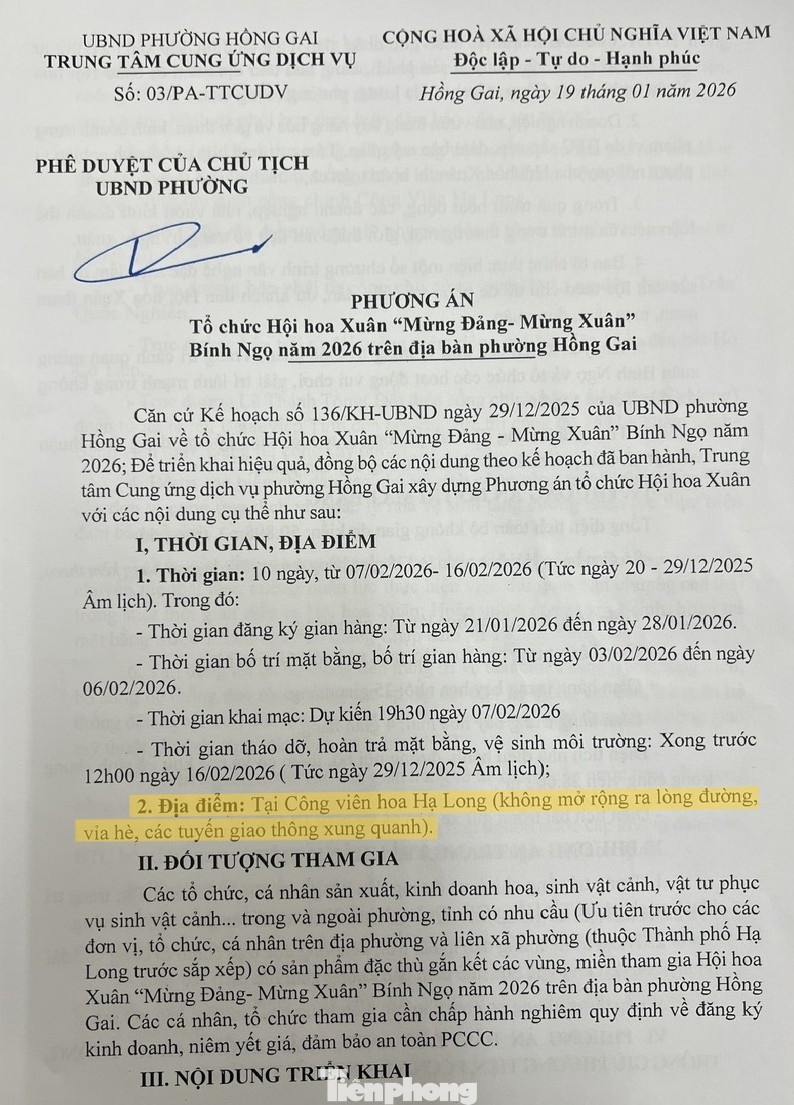 UBND PHƯỜNG HỒNG GAI
TRUNG TÂM CUNG ỨNG DỊCH VỤ
Số: 03/PA-TTCUDV
CỘNG HOÀ XÃ HỘI CHỦ NGHĨA VIỆT NAM
Độc lập - Tự do - Hạnh phúc
Hồng Gai, ngày 19 tháng 01 năm 2026
PHÊ DUYỆT CỦA CHỦ TỊCH
UBND PHƯỜNG
PHƯƠNG ÁN
Tổ chức Hội hoa Xuân “Mừng Đảng- Mừng Xuân”
Bính Ngọ năm 2026 trên địa bàn phường Hồng Gai
Căn cứ Kế hoạch số 136/KH-UBND ngày 29/12/2025 của UBND phường
Hồng Gai về tổ chức Hội hoa Xuân “Mừng Đảng - Mừng Xuân” Bính Ngọ năm
2026; Để triển khai hiệu quả, đồng bộ các nội dung theo kế hoạch đã ban hành, Trung
tâm Cung ứng dịch vụ phường Hồng Gai xây dựng Phương án tổ chức Hội hoa Xuân
với các nội dung cụ thể như sau:
I, THỜI GIAN, ĐỊA ĐIỂM
1. Thời gian: 10 ngày, từ 07/02/2026- 16/02/2026 (Tức ngày 20 - 29/12/2025
Âm lịch). Trong đó:
- Thời gian đăng ký gian hàng: Từ ngày 21/01/2026 đến ngày 28/01/2026.
- Thời gian bố trí mặt bằng, bố trí gian hàng: Từ ngày 03/02/2026 đến ngày
06/02/2026.
- Thời gian khai mạc: Dự kiến 19h30 ngày 07/02/2026
- Thời gian tháo dỡ, hoàn trả mặt bằng, vệ sinh môi trường: Xong trước
12h00 ngày 16/02/2026 ( Tức ngày 29/12/2025 Âm lịch);
2. Địa điểm: Tại Công viên hoa Hạ Long (không mở rộng ra lòng đường,
vỉa hè, các tuyến giao thông xung quanh).
II. ĐỐI TƯỢNG THAM GIA
Các tổ chức, cá nhân sản xuất, kinh doanh hoa, sinh vật cảnh, vật tư phục
vụ sinh vật cảnh... trong và ngoài phường, tỉnh có nhu cầu (Ưu tiên trước cho các
đơn vị, tổ chức, cá nhân trên địa phường và liên xã phường (thuộc Thành phố Hạ
Long trước sắp xếp) có sản phẩm đặc thù gắn kết các vùng, miền tham gia Hội hoa
Xuân “Mừng Đảng- Mừng Xuân” Bính Ngọ năm 2026 trên địa bàn phường Hồng
Gai. Các cá nhân, tổ chức tham gia cần chấp hành nghiêm quy định về đăng ký
kinh doanh, niêm yết giá, đảm bảo an toàn PCCC.
III. NỘI DUNG TRIỂN KHAI
Tiền phong